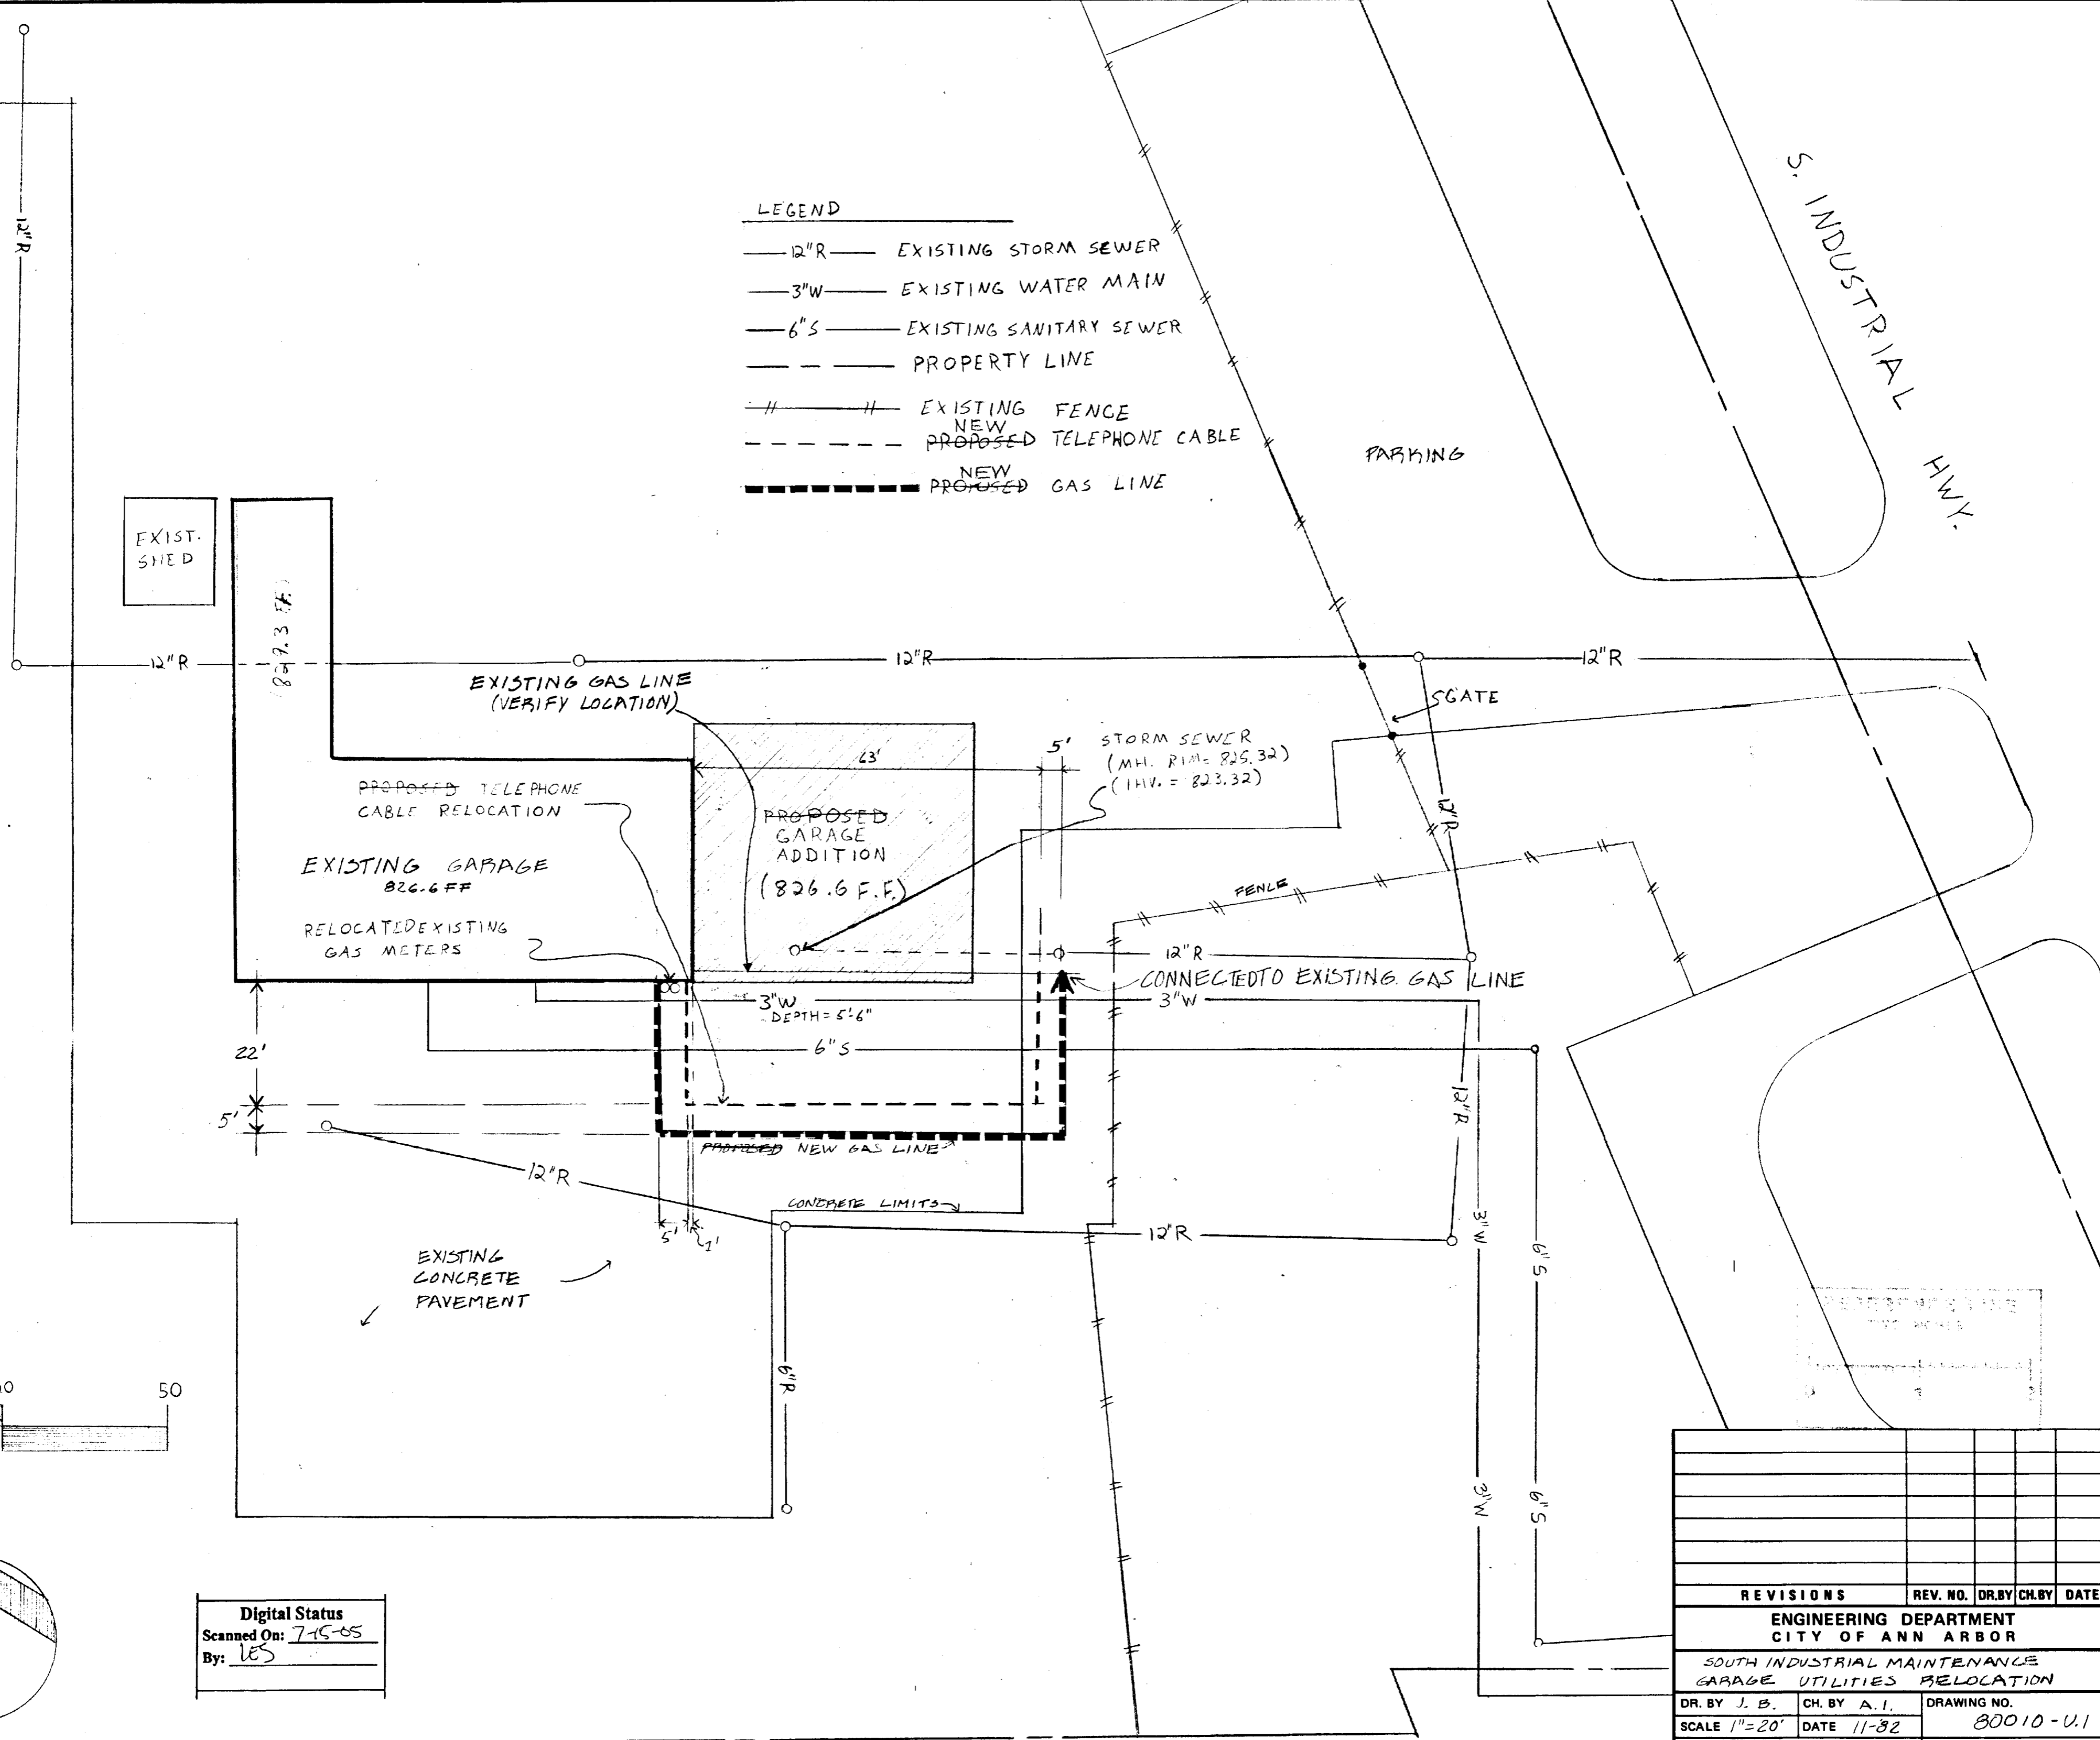 LEGEND
12"R EXISTING STORM SEWER
3"W EXISTING WATER MAIN
6"S EXISTING SANITARY SEWER
PROPERTY LINE
EXISTING FENCE
NEW
PROPOSED TELEPHONE CABLE
NEW
PROPOSED GAS LINE
S. INDUSTRIAL HWY.
PARKING
12"R
EXIST.
SHED
12"R
12"R
12"R
EXISTING GAS LINE
(VERIFY LOCATION)
GATE
63'
5'
STORM SEWER
(MH. RIM= 825.32)
(INV. = 823.32)
PROPOSED TELEPHONE
CABLE RELOCATION
PROPOSED
GARAGE
ADDITION
(826.6 F.F.)
12"R
EXISTING GARAGE
826.6 FF
FENCE
RELOCATED EXISTING
GAS METERS
12"R
CONNECTED TO EXISTING GAS LINE
3"W
DEPTH = 5'-6"
3"W
22'
6"S
5'
12"R
PROPOSED NEW GAS LINE
12"R
CONCRETE LIMITS
5'
1'
12"R
3"W
6"S
EXISTING
CONCRETE
PAVEMENT
6"R
50
3"W
6"S
Digital Status
Scanned On: 7-15-05
By: LES
REVISIONS REV. NO. DR.BY CH.BY DATE
ENGINEERING DEPARTMENT
CITY OF ANN ARBOR
SOUTH INDUSTRIAL MAINTENANCE
GARAGE UTILITIES RELOCATION
DR. BY J. B. CH. BY A.I. DRAWING NO.
SCALE 1"=20' DATE 11-82 80010-U.1